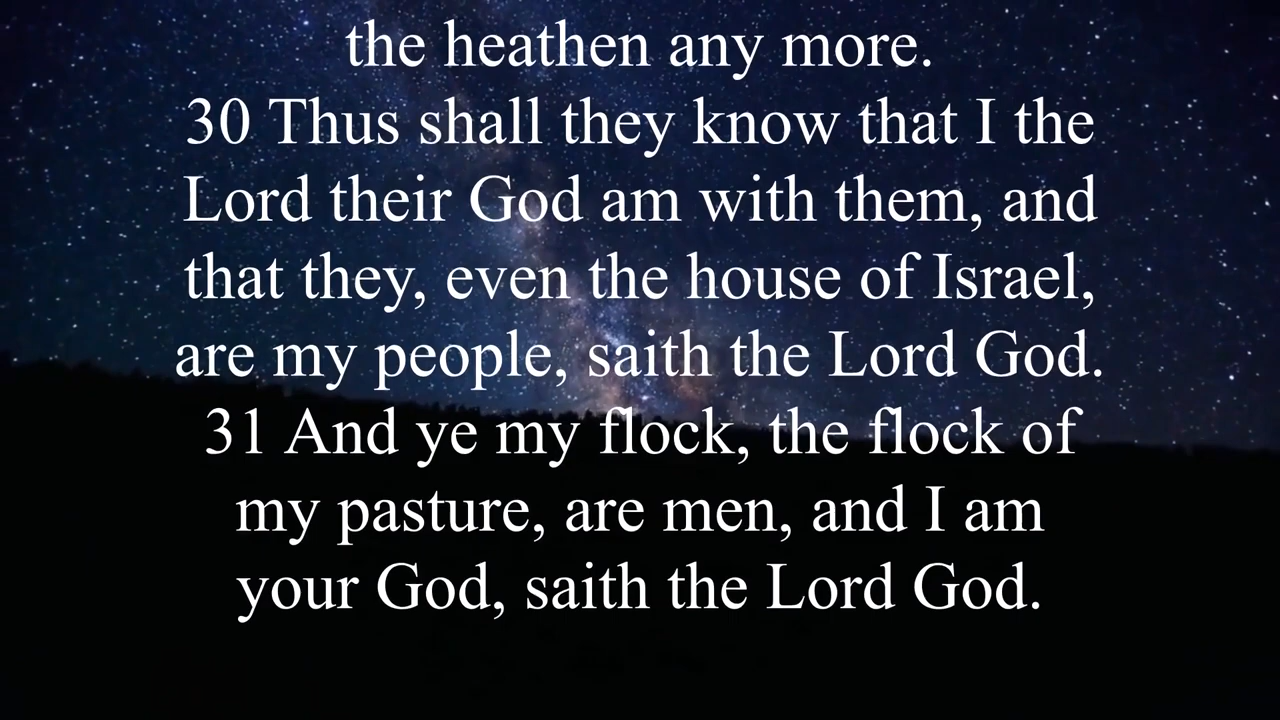 the heathen any more.
30 Thus shall they know that I the
Lord their God am with them, and
that they, even the house of Israel,
are my people, saith the Lord God.
31 And ye my flock, the flock of
my pasture, are men, and I am
your God, saith the Lord God.